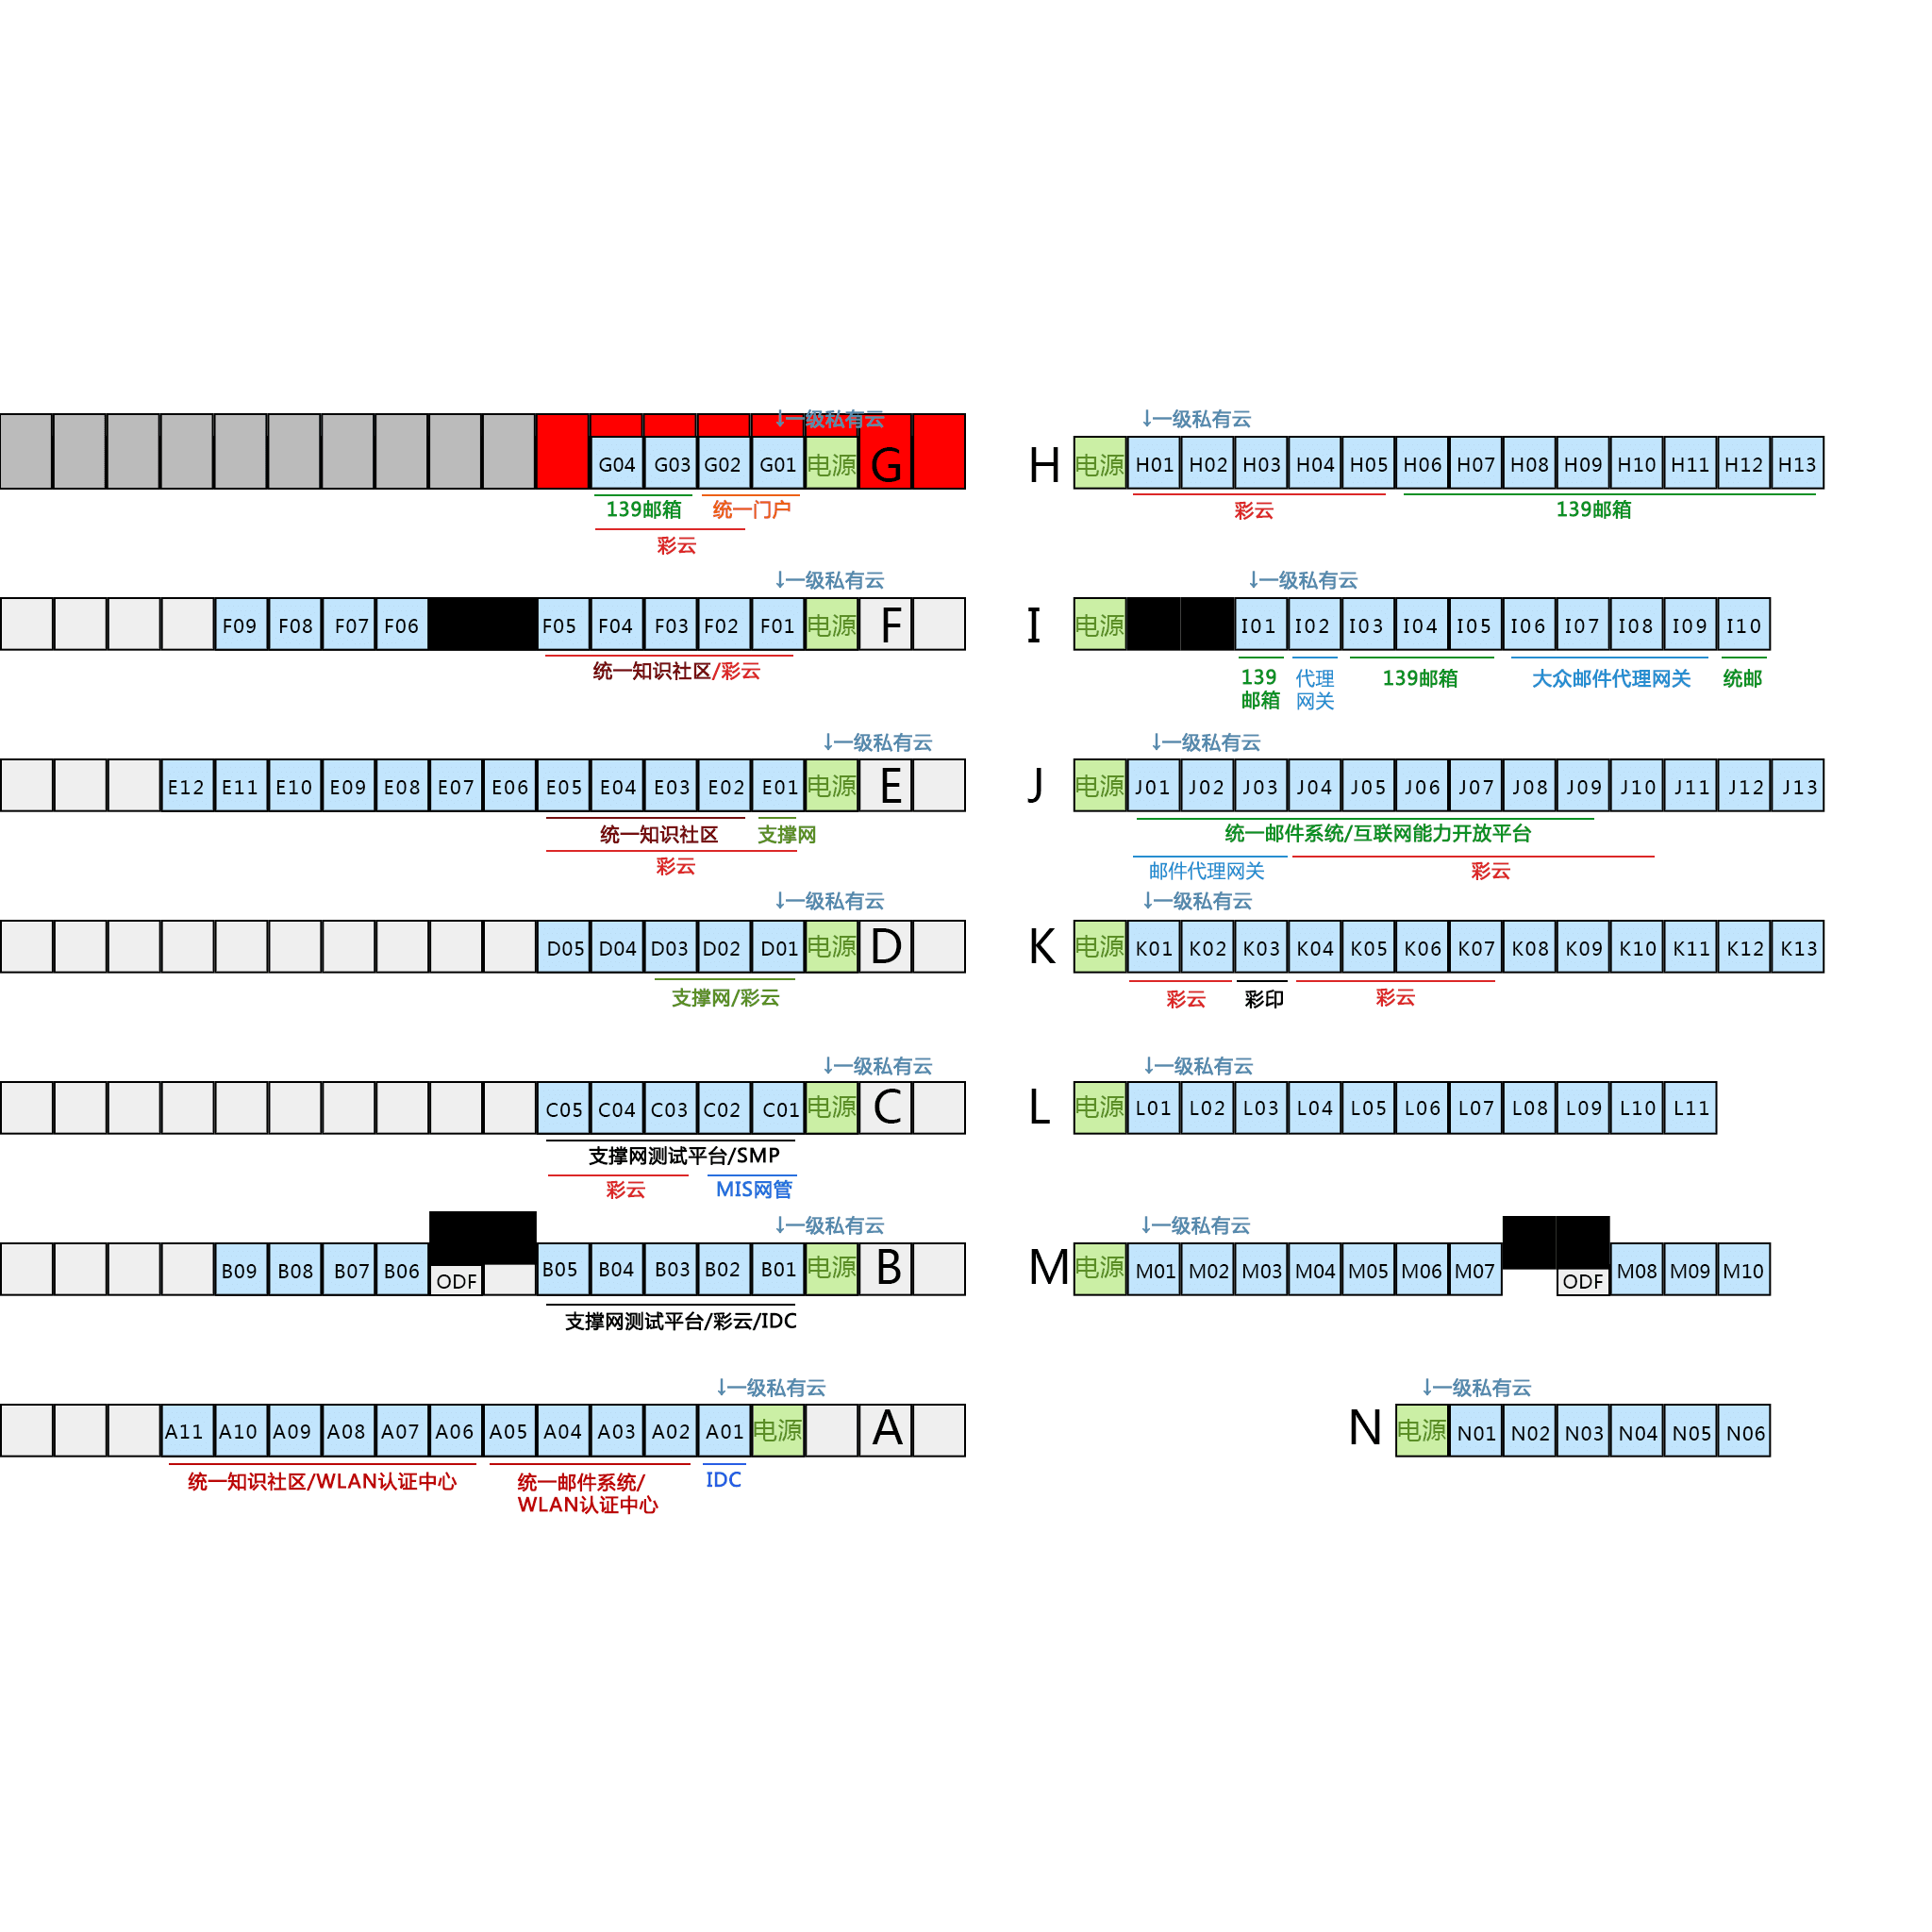 ↓一级私有云
G04 G03 G02 G01 电源 G
139邮箱 统一门户
彩云
↓一级私有云
F09 F08 F07 F06 F05 F04 F03 F02 F01 电源 F
统一知识社区/彩云
↓一级私有云
E12 E11 E10 E09 E08 E07 E06 E05 E04 E03 E02 E01 电源 E
统一知识社区 支撑网
彩云
↓一级私有云
D05 D04 D03 D02 D01 电源 D
支撑网/彩云
↓一级私有云
C05 C04 C03 C02 C01 电源 C
支撑网测试平台/SMP
彩云 MIS网管
↓一级私有云
B09 B08 B07 B06 ODF B05 B04 B03 B02 B01 电源 B
支撑网测试平台/彩云/IDC
↓一级私有云
A11 A10 A09 A08 A07 A06 A05 A04 A03 A02 A01 电源 A
统一知识社区/WLAN认证中心 统一邮件系统/ IDC
WLAN认证中心
↓一级私有云
H 电源 H01 H02 H03 H04 H05 H06 H07 H08 H09 H10 H11 H12 H13
彩云 139邮箱
↓一级私有云
I 电源 I01 I02 I03 I04 I05 I06 I07 I08 I09 I10
139 代理 139邮箱 大众邮件代理网关 统邮
邮箱 网关
↓一级私有云
J 电源 J01 J02 J03 J04 J05 J06 J07 J08 J09 J10 J11 J12 J13
统一邮件系统/互联网能力开放平台
邮件代理网关 彩云
↓一级私有云
K 电源 K01 K02 K03 K04 K05 K06 K07 K08 K09 K10 K11 K12 K13
彩云 彩印 彩云
↓一级私有云
L 电源 L01 L02 L03 L04 L05 L06 L07 L08 L09 L10 L11
↓一级私有云
M 电源 M01 M02 M03 M04 M05 M06 M07 ODF M08 M09 M10
↓一级私有云
N 电源 N01 N02 N03 N04 N05 N06